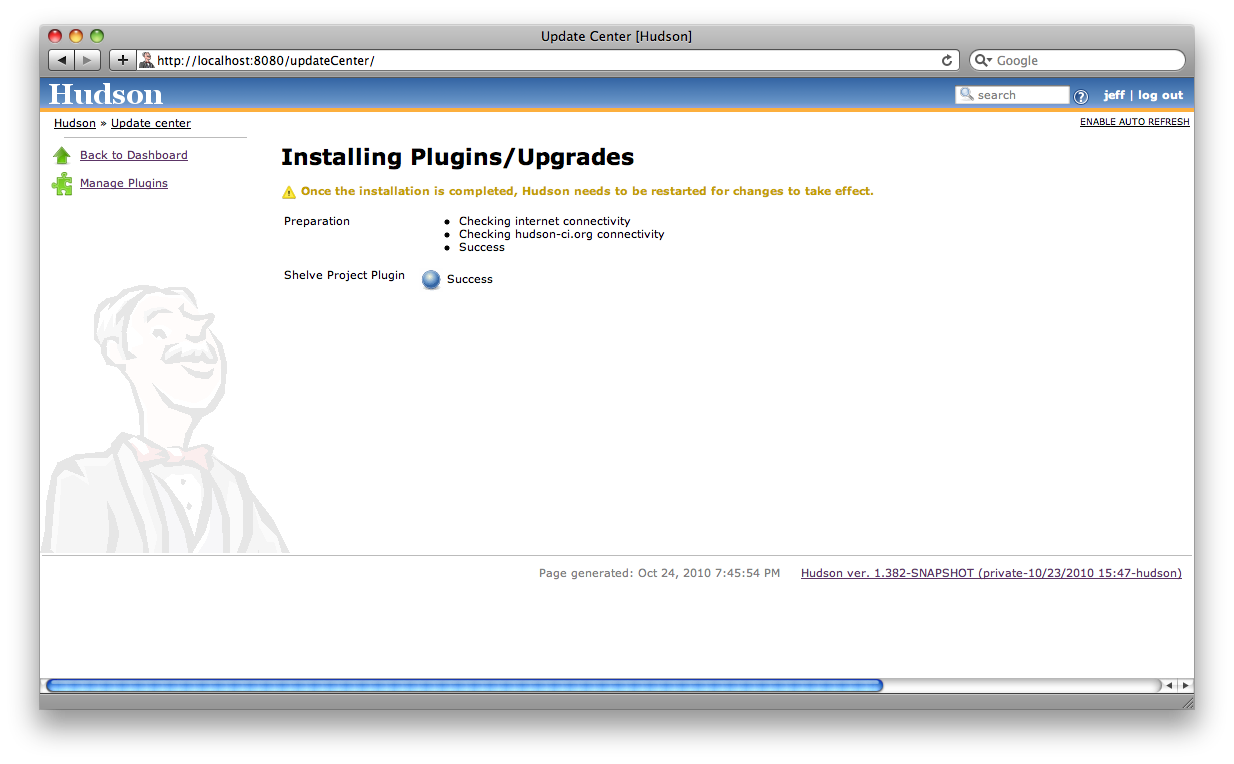 Update Center [Hudson]
http://localhost:8080/updateCenter/
Google
Hudson
search
jeff | log out
Hudson » Update center
ENABLE AUTO REFRESH
Back to Dashboard
Manage Plugins
Installing Plugins/Upgrades
Once the installation is completed, Hudson needs to be restarted for changes to take effect.
Preparation
Checking internet connectivity
Checking hudson-ci.org connectivity
Success
Shelve Project Plugin
Success
Page generated: Oct 24, 2010 7:45:54 PM
Hudson ver. 1.382-SNAPSHOT (private-10/23/2010 15:47-hudson)